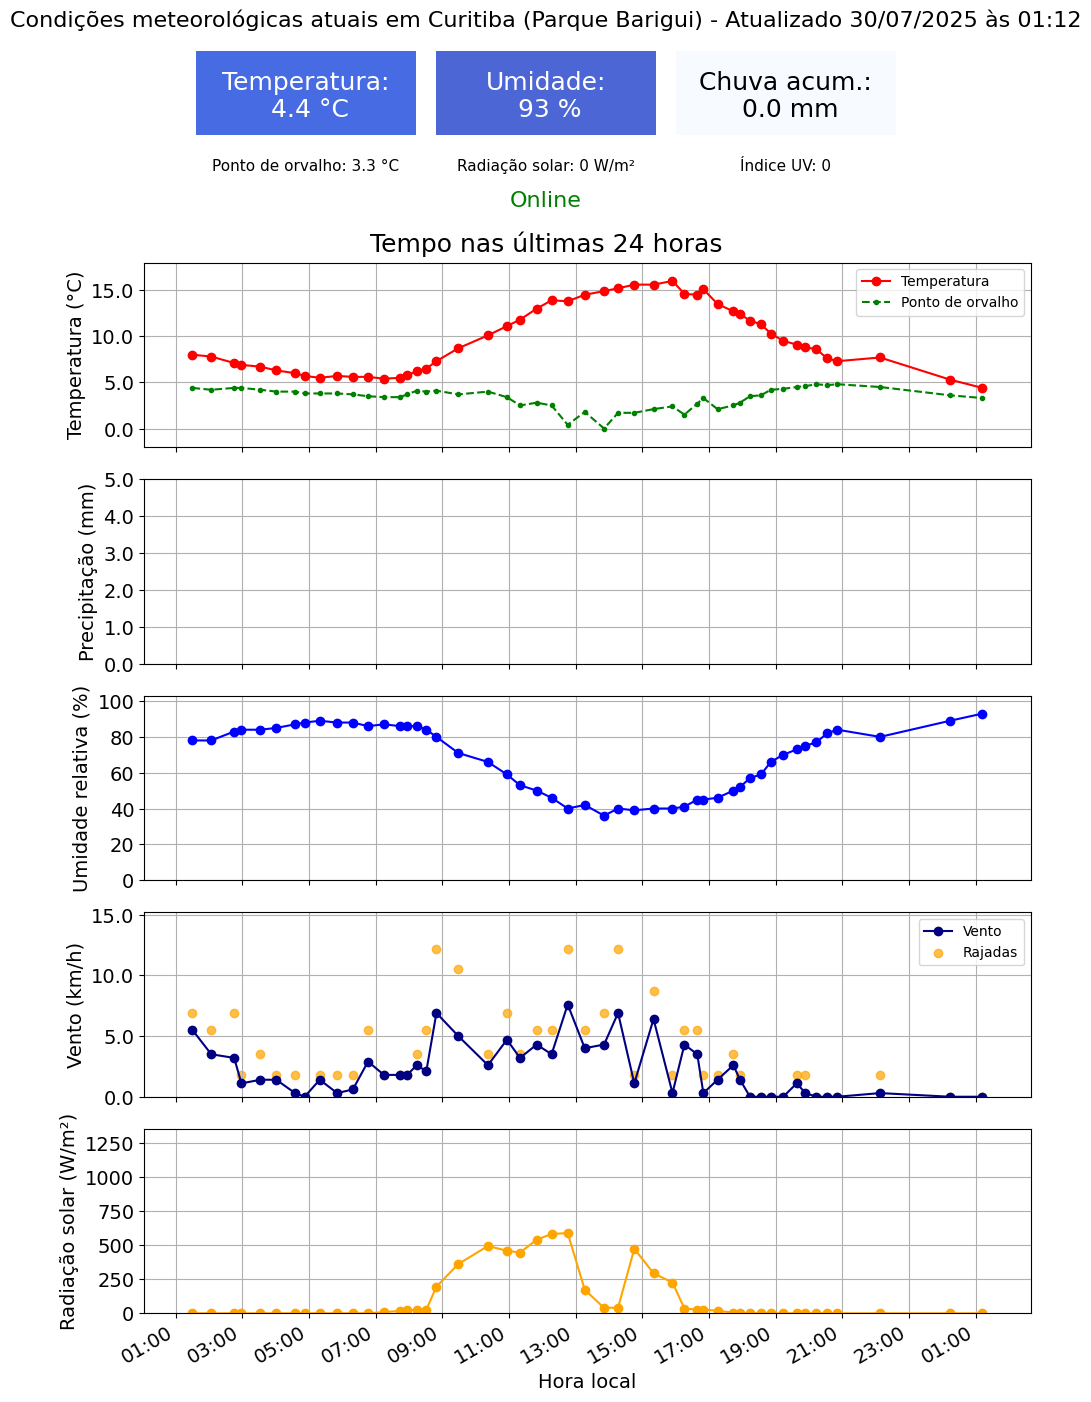 Condições meteorológicas atuais em Curitiba (Parque Barigui) - Atualizado 30/07/2025 às 01:12
Temperatura:
4.4 °C
Umidade:
93 %
Chuva acum.:
0.0 mm
Ponto de orvalho: 3.3 °C
Radiação solar: 0 W/m²
Índice UV: 0
Online
Tempo nas últimas 24 horas
Temperatura (°C)
15.0
10.0
5.0
0.0
Temperatura
Ponto de orvalho
Precipitação (mm)
5.0
4.0
3.0
2.0
1.0
0.0
Umidade relativa (%)
100
80
60
40
20
0
Vento (km/h)
15.0
10.0
5.0
0.0
Vento
Rajadas
Radiação solar (W/m²)
1250
1000
750
500
250
0
01:00
03:00
05:00
07:00
09:00
11:00
13:00
15:00
17:00
19:00
21:00
23:00
01:00
Hora local